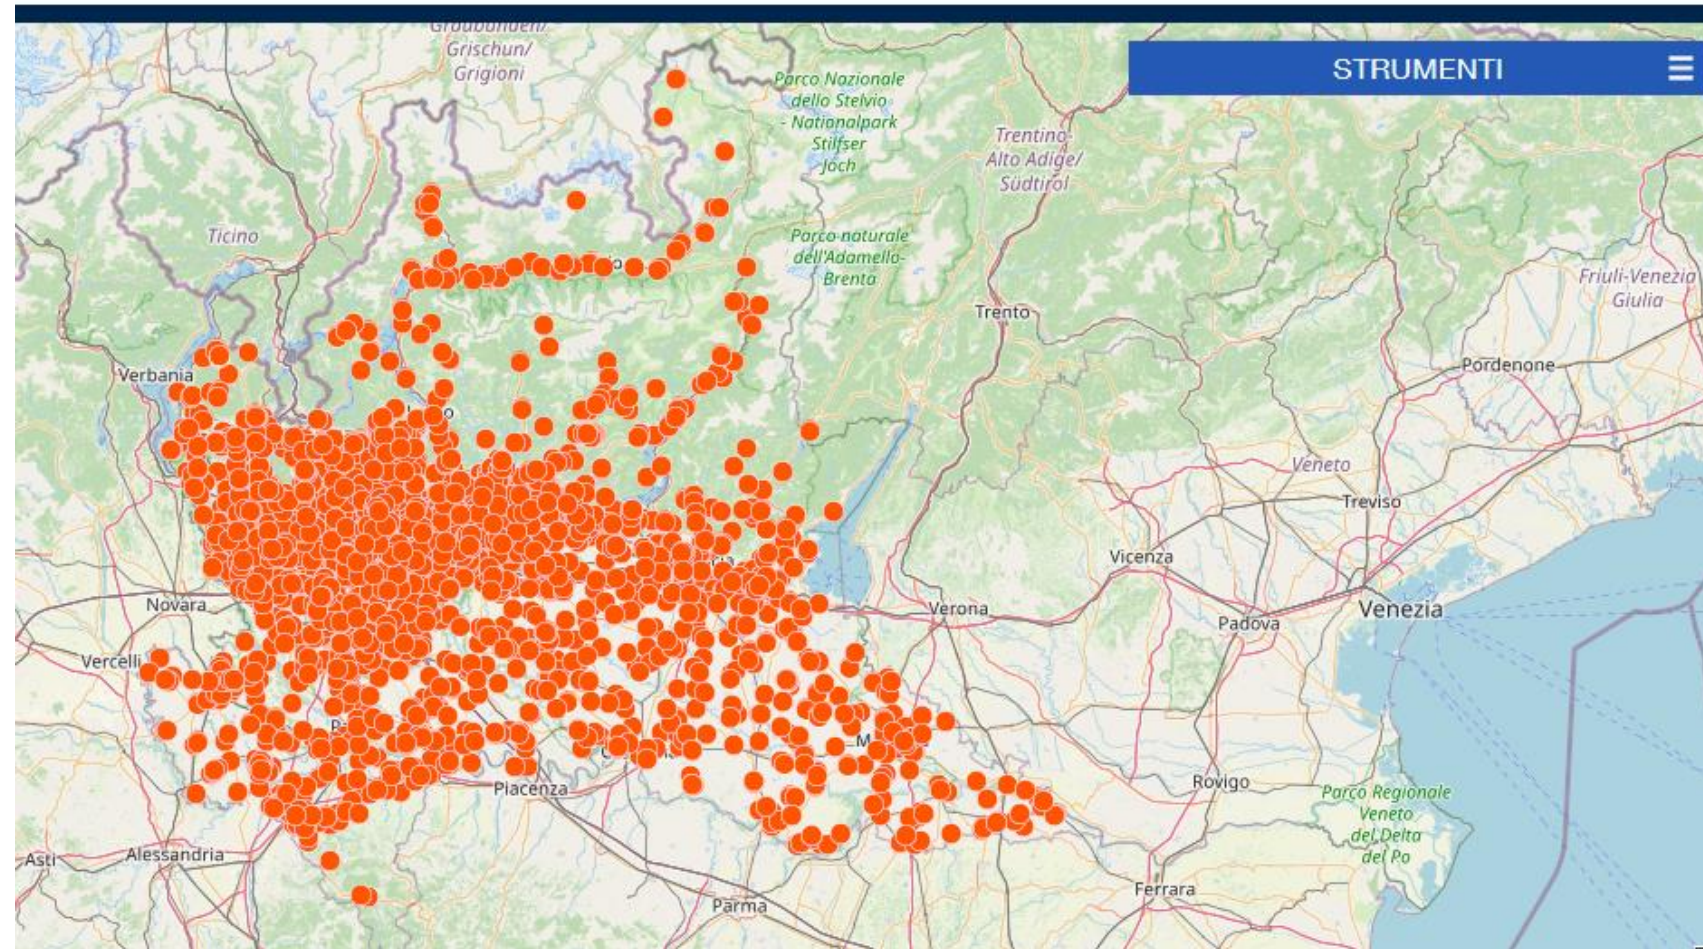 Graubünden/
Grischun/
Grigioni
STRUMENTI
Parco Nazionale
dello Stelvio
- Nationalpark
Stilfser
Joch
Trentino-
Alto Adige/
Südtirol
Ticino
Parco naturale
dell'Adamello-
Brenta
Friuli-Venezia
Giulia
Trento
Verbania
Pordenone
Veneto
Treviso
Vicenza
Novara
Verona
Venezia
Padova
Vercelli
Piacenza
Rovigo
Parco Regionale
Veneto
del Delta
del Po
Asti
Alessandria
Ferrara
Parma